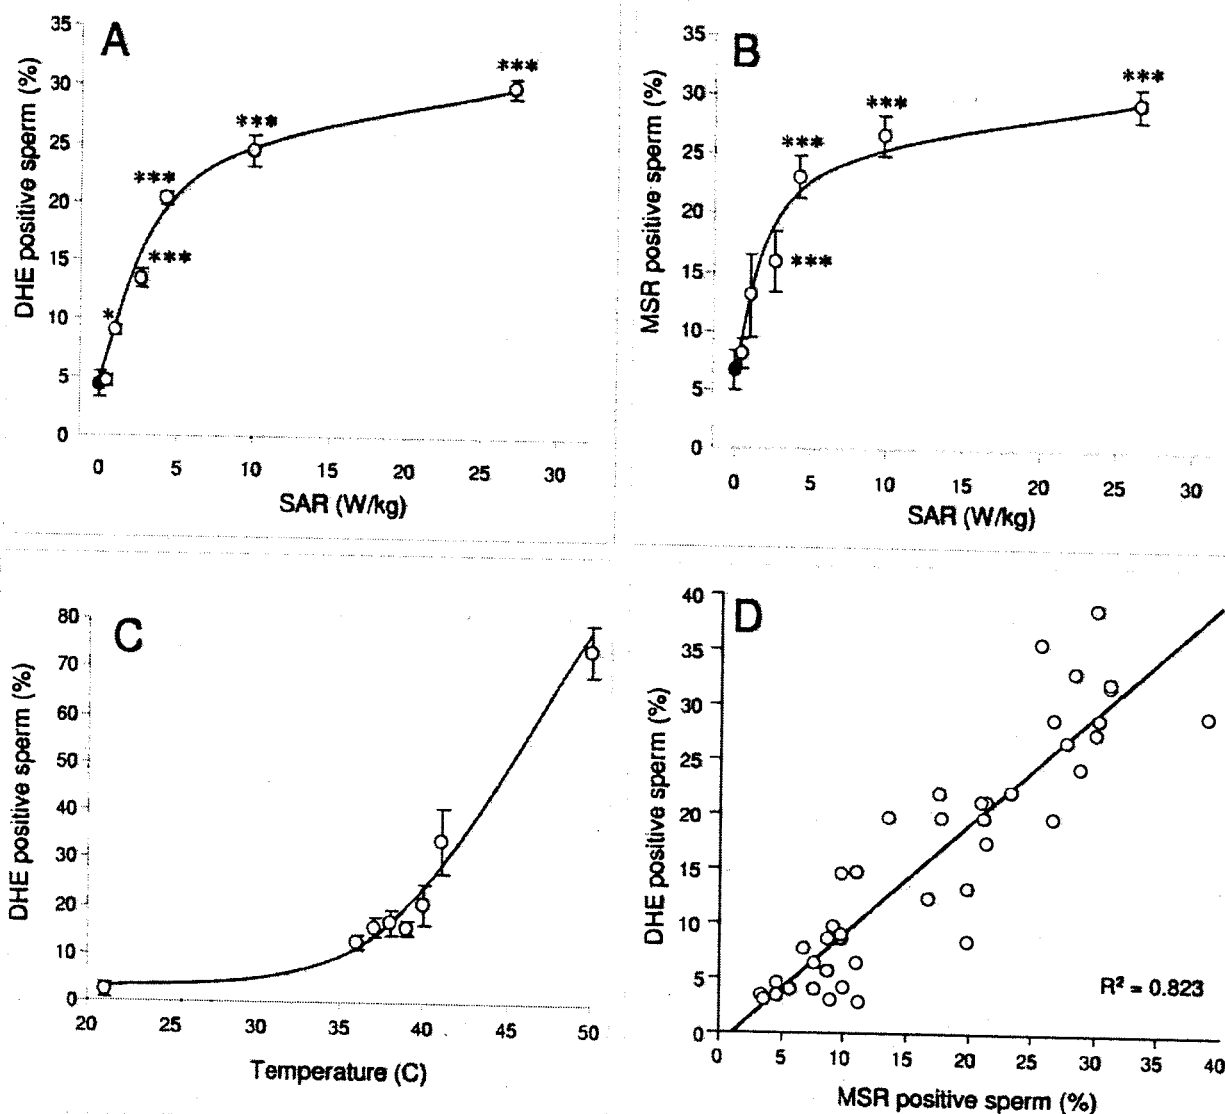 A
DHE positive sperm (%)
35
30
25
20
15
10
5
0
***
***
***
***
*
0 5 10 15 20 25 30
SAR (W/kg)
B
MSR positive sperm (%)
35
30
25
20
15
10
5
0
***
***
***
***
0 5 10 15 20 25 30
SAR (W/kg)
C
DHE positive sperm (%)
80
70
60
50
40
30
20
10
0
20 25 30 35 40 45 50
Temperature (C)
D
DHE positive sperm (%)
40
35
30
25
20
15
10
5
0
R² = 0.823
0 5 10 15 20 25 30 35 40
MSR positive sperm (%)